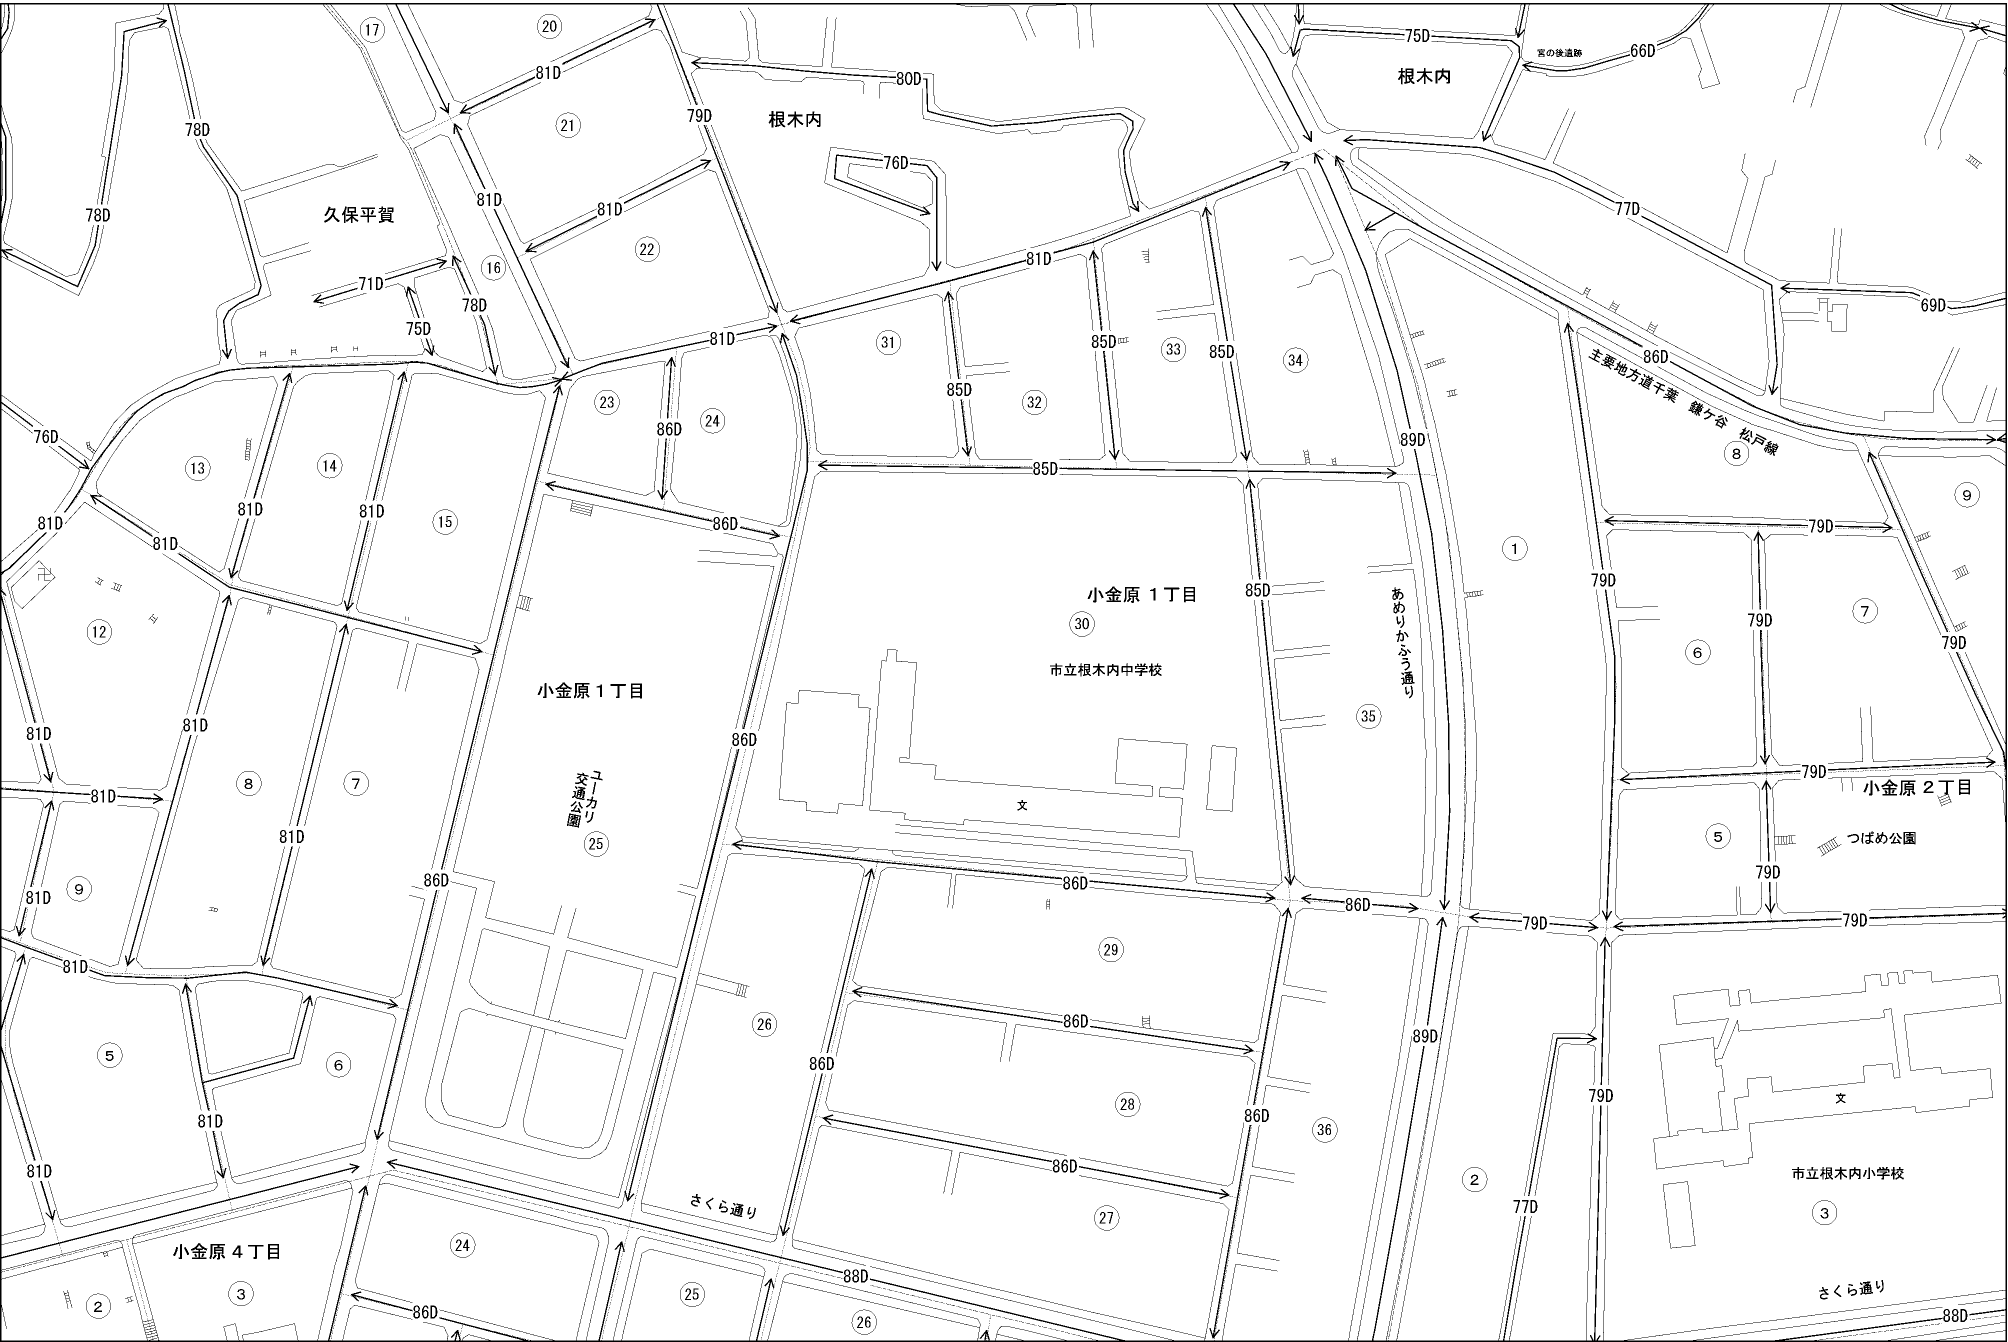 17
20
75D
宮の後遺跡
66D
81D
80D
根木内
79D
根木内
21
78D
76D
81D
81D
77D
78D
久保平賀
22
81D
16
71D
78D
69D
75D
81D
31
85D
33
85D
34
86D
主要地方道千葉 鎌ケ谷 松戸線
85D
23
32
24
86D
89D
76D
8
13
14
85D
9
81D
81D
15
86D
81D
79D
81D
1
79D
85D
小金原 1丁目
あめりかふう通り
7
30
79D
12
79D
6
市立根木内中学校
小金原 1丁目
35
81D
81D
86D
79D
8
7
ユーカリ
交通公園
小金原 2丁目
81D
文
81D
25
5
つばめ公園
86D
86D
79D
9
81D
86D
79D
79D
29
81D
26
86D
89D
5
6
86D
79D
28
文
81D
86D
36
86D
81D
市立根木内小学校
2
77D
さくら通り
27
3
小金原 4丁目
24
88D
さくら通り
3
25
2
86D
26
88D